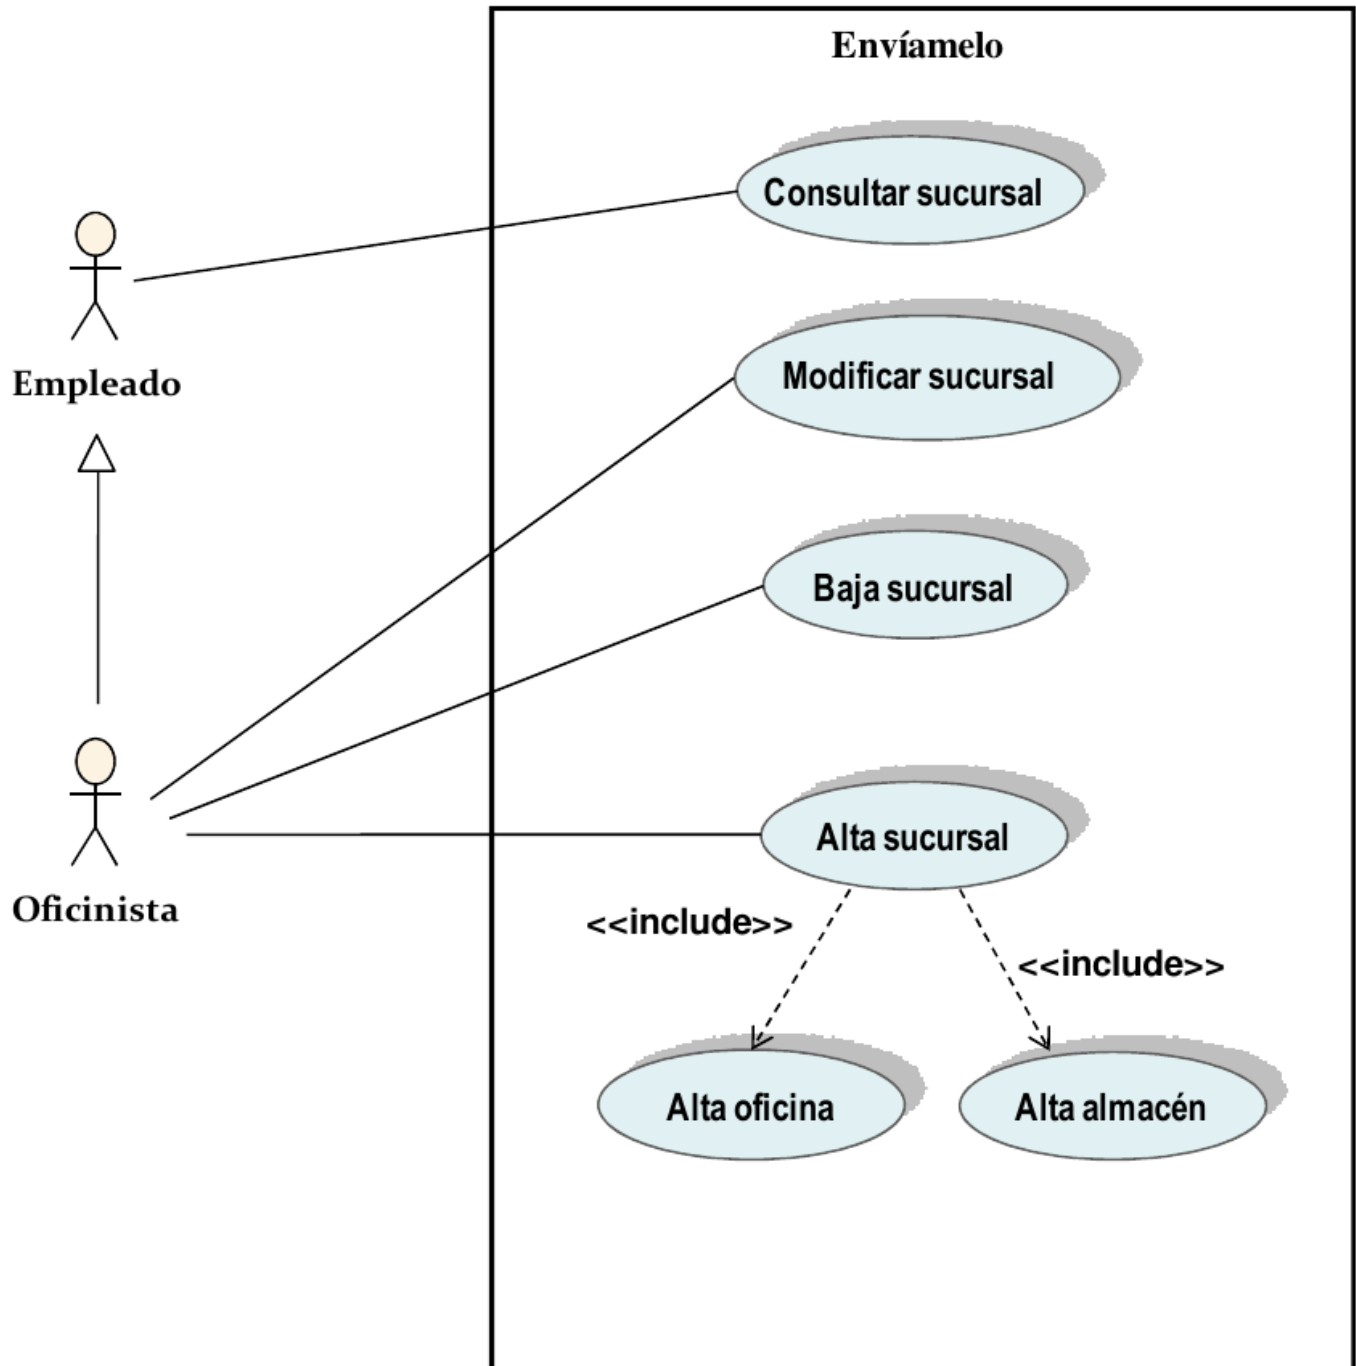 Envíamelo
Consultar sucursal
Empleado
Modificar sucursal
Baja sucursal
Oficinista
Alta sucursal
<<include>>
<<include>>
Alta oficina
Alta almacén